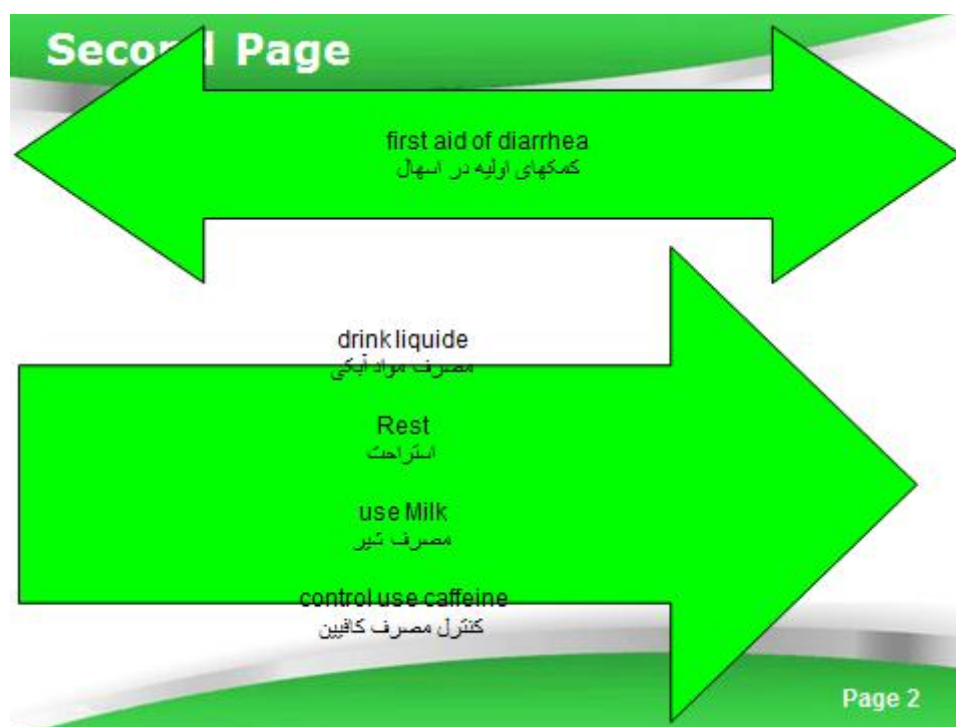 Second Page
first aid of diarrhea
کمکهای اولیه در اسهال
drink liquide
مصرف مواد آبکی
Rest
استراحت
use Milk
مصرف شیر
control use caffeine
کنترل مصرف کافیین
Page 2